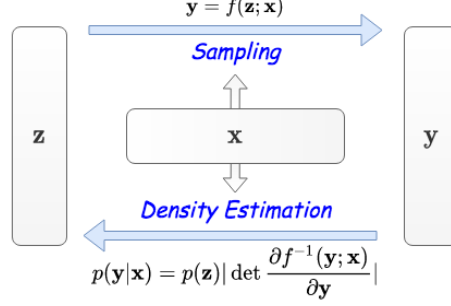 y = f(z; x)
Sampling
z
x
y
Density Estimation
p(y|x) = p(z)| det ∂f⁻¹(y; x) / ∂y |